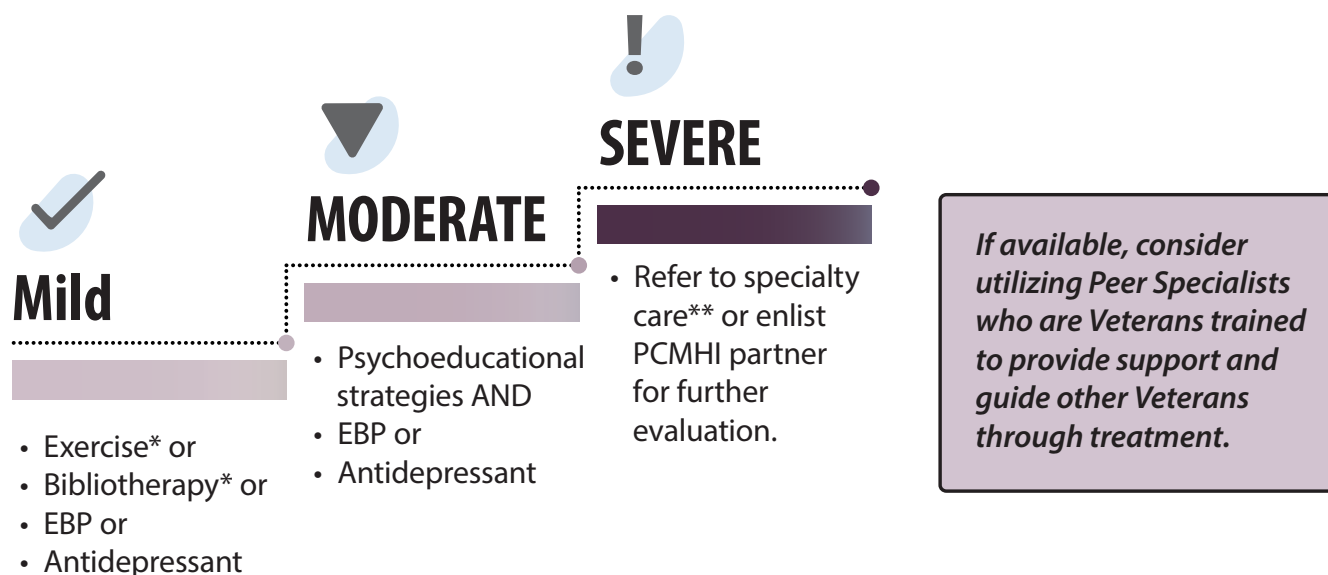 Mild
• Exercise* or
• Bibliotherapy* or
• EBP or
• Antidepressant
MODERATE
• Psychoeducational
strategies AND
• EBP or
• Antidepressant
SEVERE
• Refer to specialty
care** or enlist
PCMHI partner
for further
evaluation.
If available, consider
utilizing Peer Specialists
who are Veterans trained
to provide support and
guide other Veterans
through treatment.